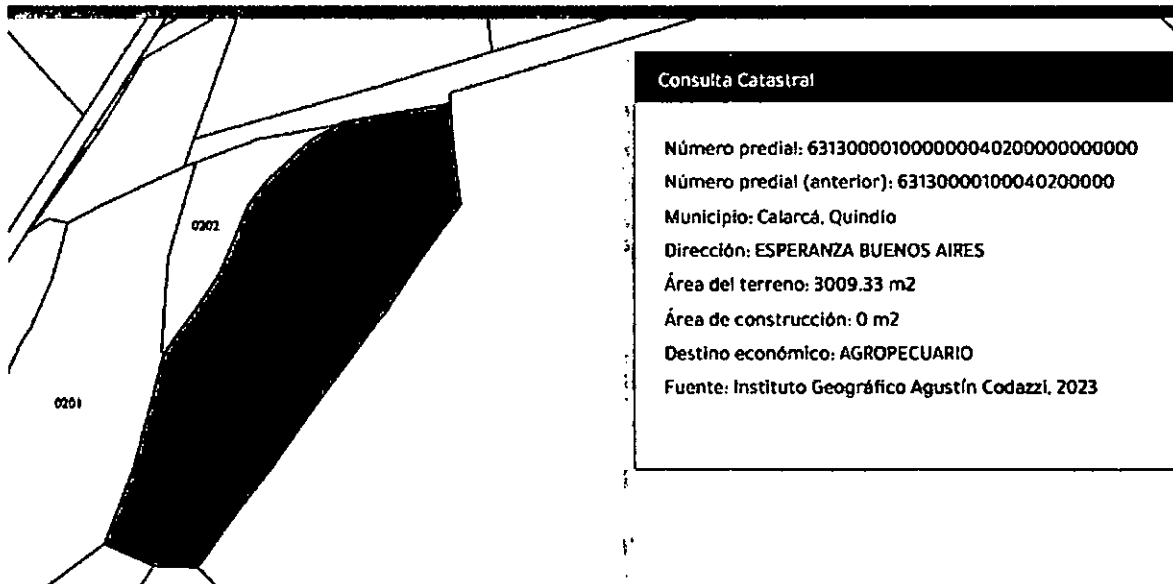 Consulta Catastral
Número predial: 631300001000000040200000000000
Número predial (anterior): 63130000100040200000
Municipio: Calarcá, Quindío
Dirección: ESPERANZA BUENOS AIRES
Área del terreno: 3009.33 m2
Área de construcción: 0 m2
Destino económico: AGROPECUARIO
Fuente: Instituto Geográfico Agustín Codazzi, 2023
0202
0201